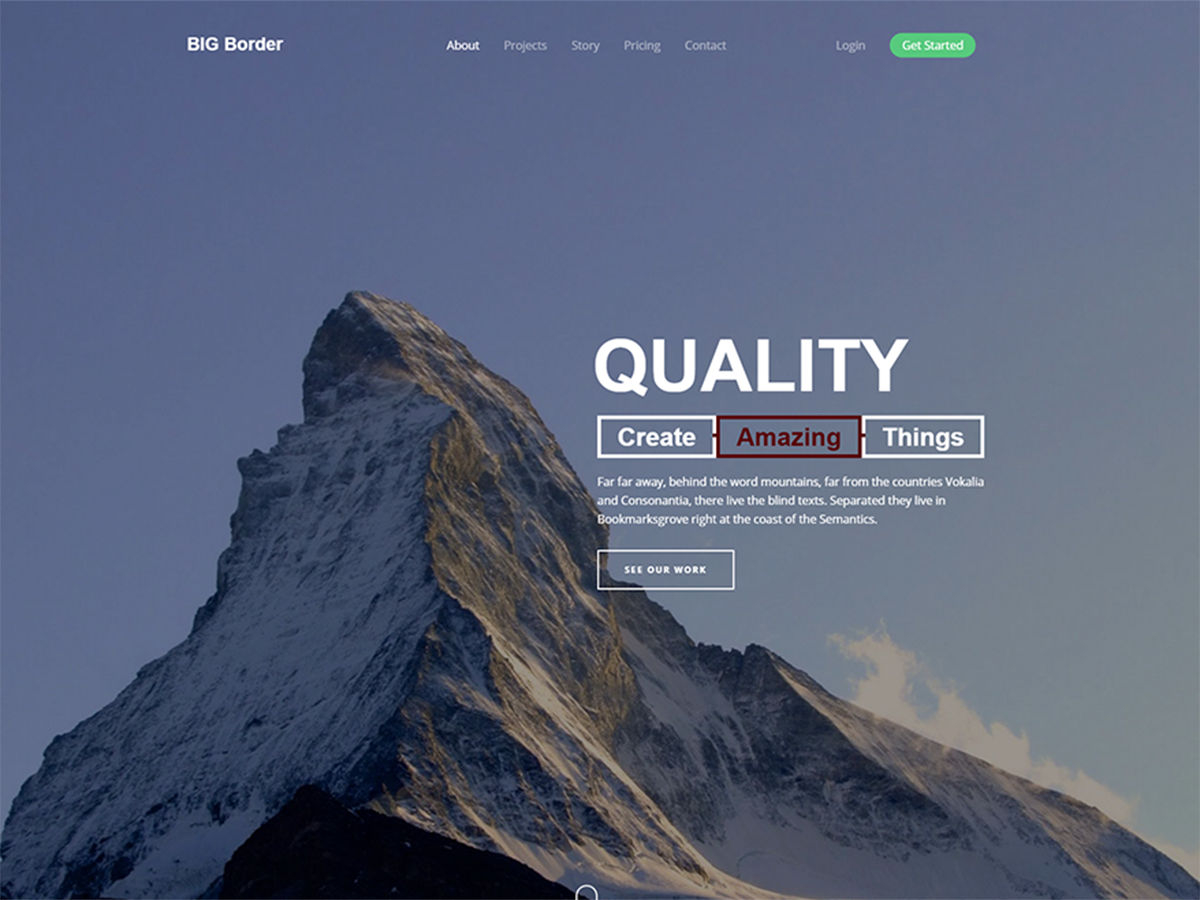 BIG Border
About Projects Story Pricing Contact
Login Get Started
QUALITY
Create Amazing Things
Far far away, behind the word mountains, far from the countries Vokalia
and Consonantia, there live the blind texts. Separated they live in
Bookmarksgrove right at the coast of the Semantics.
SEE OUR WORK